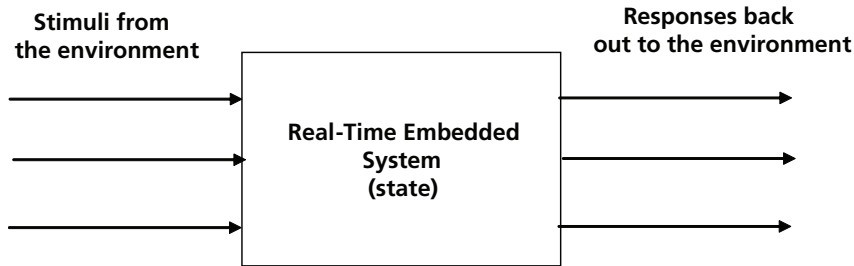 Stimuli from
the environment
Responses back
out to the environment
Real-Time Embedded
System
(state)